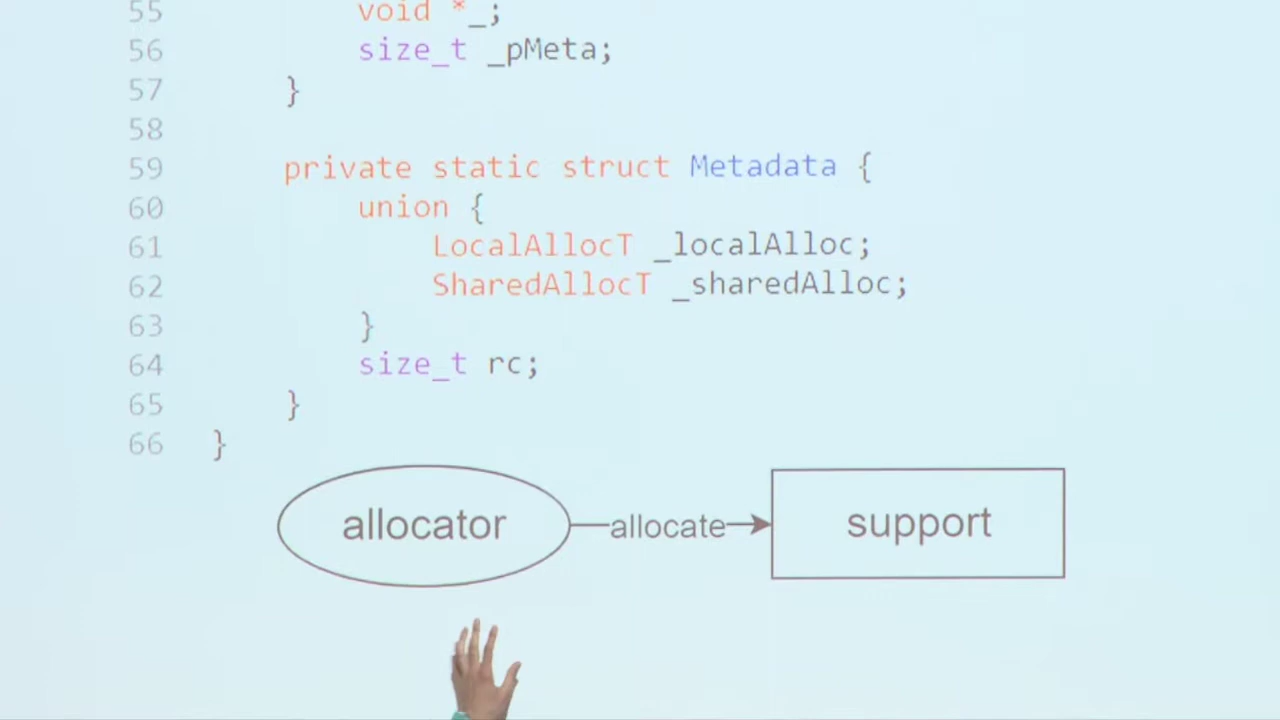 55 void *_;
56 size_t _pMeta;
57 }
58
59 private static struct Metadata {
60 union {
61 LocalAllocT _localAlloc;
62 SharedAllocT _sharedAlloc;
63 }
64 size_t rc;
65 }
66 }
allocator allocate support